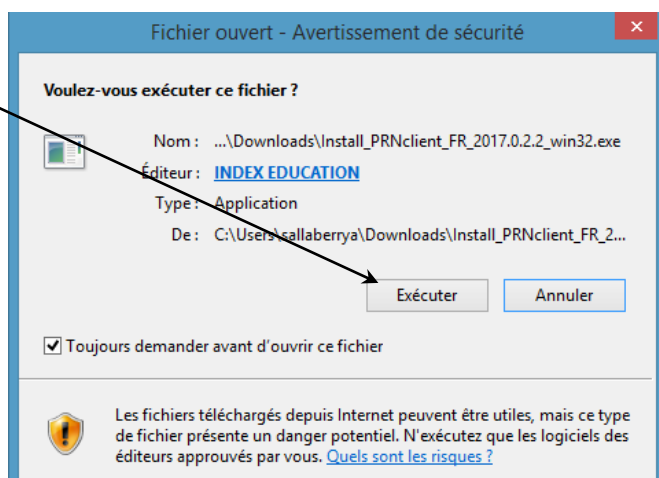 Fichier ouvert - Avertissement de sécurité
Voulez-vous exécuter ce fichier ?
Nom : ...\Downloads\Install_PRNclient_FR_2017.0.2.2_win32.exe
Éditeur : INDEX EDUCATION
Type : Application
De : C:\Users\sallaberrya\Downloads\Install_PRNclient_FR_2...
Exécuter Annuler
Toujours demander avant d'ouvrir ce fichier
Les fichiers téléchargés depuis Internet peuvent être utiles, mais ce type
de fichier présente un danger potentiel. N'exécutez que les logiciels des
éditeurs approuvés par vous. Quels sont les risques ?